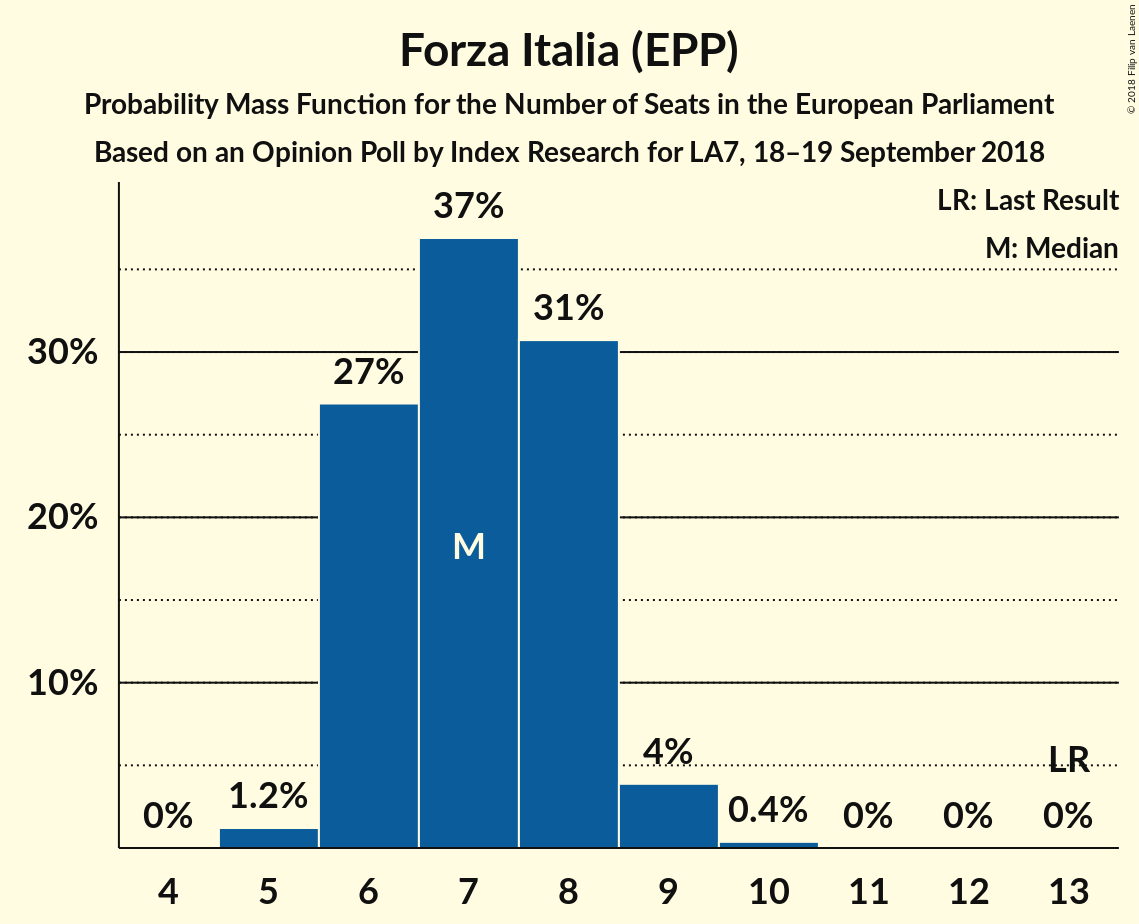 Forza Italia (EPP)
Probability Mass Function for the Number of Seats in the European Parliament
Based on an Opinion Poll by Index Research for LA7, 18–19 September 2018
© 2018 Filip van Laenen
LR: Last Result
M: Median
37%
31%
30%
27%
20%
M
10%
4%
LR
1.2%
0%
0.4%
0%
0%
0%
4 5 6 7 8 9 10 11 12 13